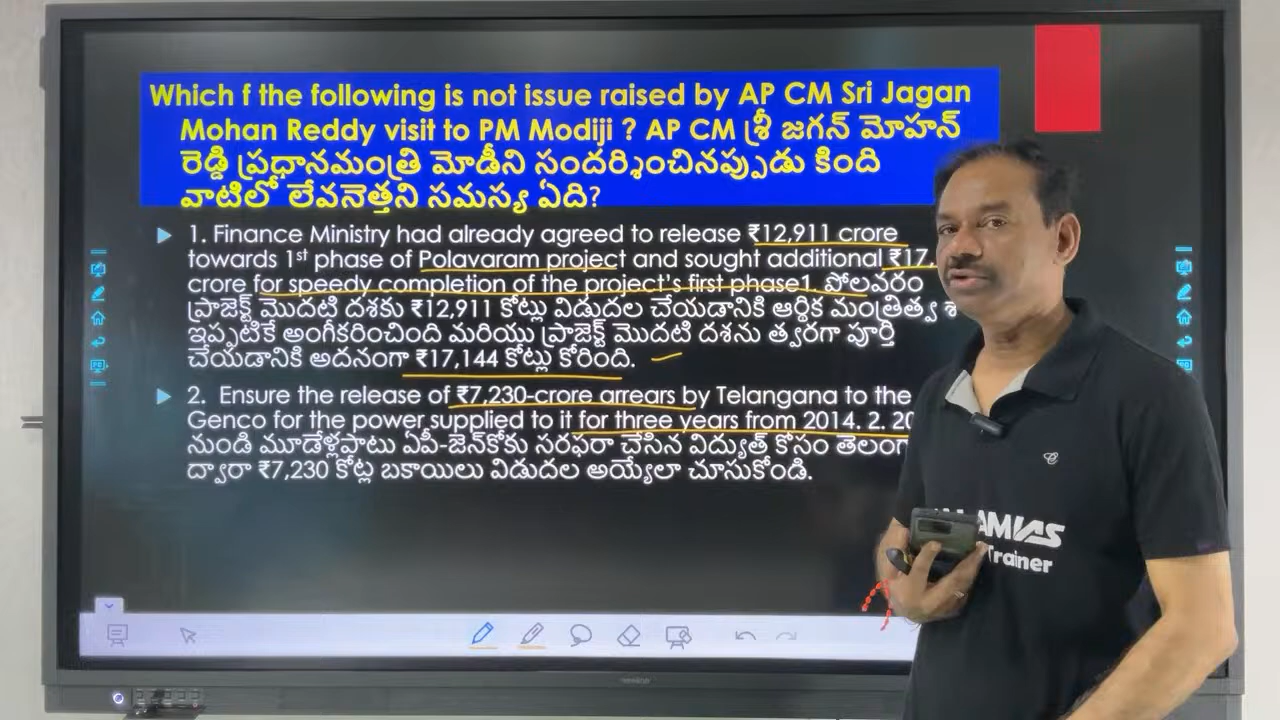 Which f the following is not issue raised by AP CM Sri Jagan
Mohan Reddy visit to PM Modiji ? AP CM శ్రీ జగన్ మోహన్
రెడ్డి ప్రధానమంత్రి మోడీని సందర్శించినప్పుడు కింది
వాటిలో లేవనెత్తని సమస్య ఏది?
1. Finance Ministry had already agreed to release ₹12,911 crore
towards 1st phase of Polavaram project and sought additional ₹17,
crore for speedy completion of the project's first phase1. పోలవరం
ప్రాజెక్ట్ మొదటి దశకు ₹12,911 కోట్లు విడుదల చేయడానికి ఆర్థిక మంత్రిత్వ
ఇప్పటికే అంగీకరించింది మరియు ప్రాజెక్ట్ మొదటి దశను త్వరగా పూర్తి
చేయడానికి అదనంగా ₹17,144 కోట్లు కోరింది.
2. Ensure the release of ₹7,230-crore arrears by Telangana to the
Genco for the power supplied to it for three years from 2014. 2. 20
నుండి మూడేళ్లపాటు ఏపీ-జెన్‌కోకు సరఫరా చేసిన విద్యుత్ కోసం
ద్వారా ₹7,230 కోట్ల బకాయిలు విడుదల అయ్యేలా చూసుకోండి.
Trainer